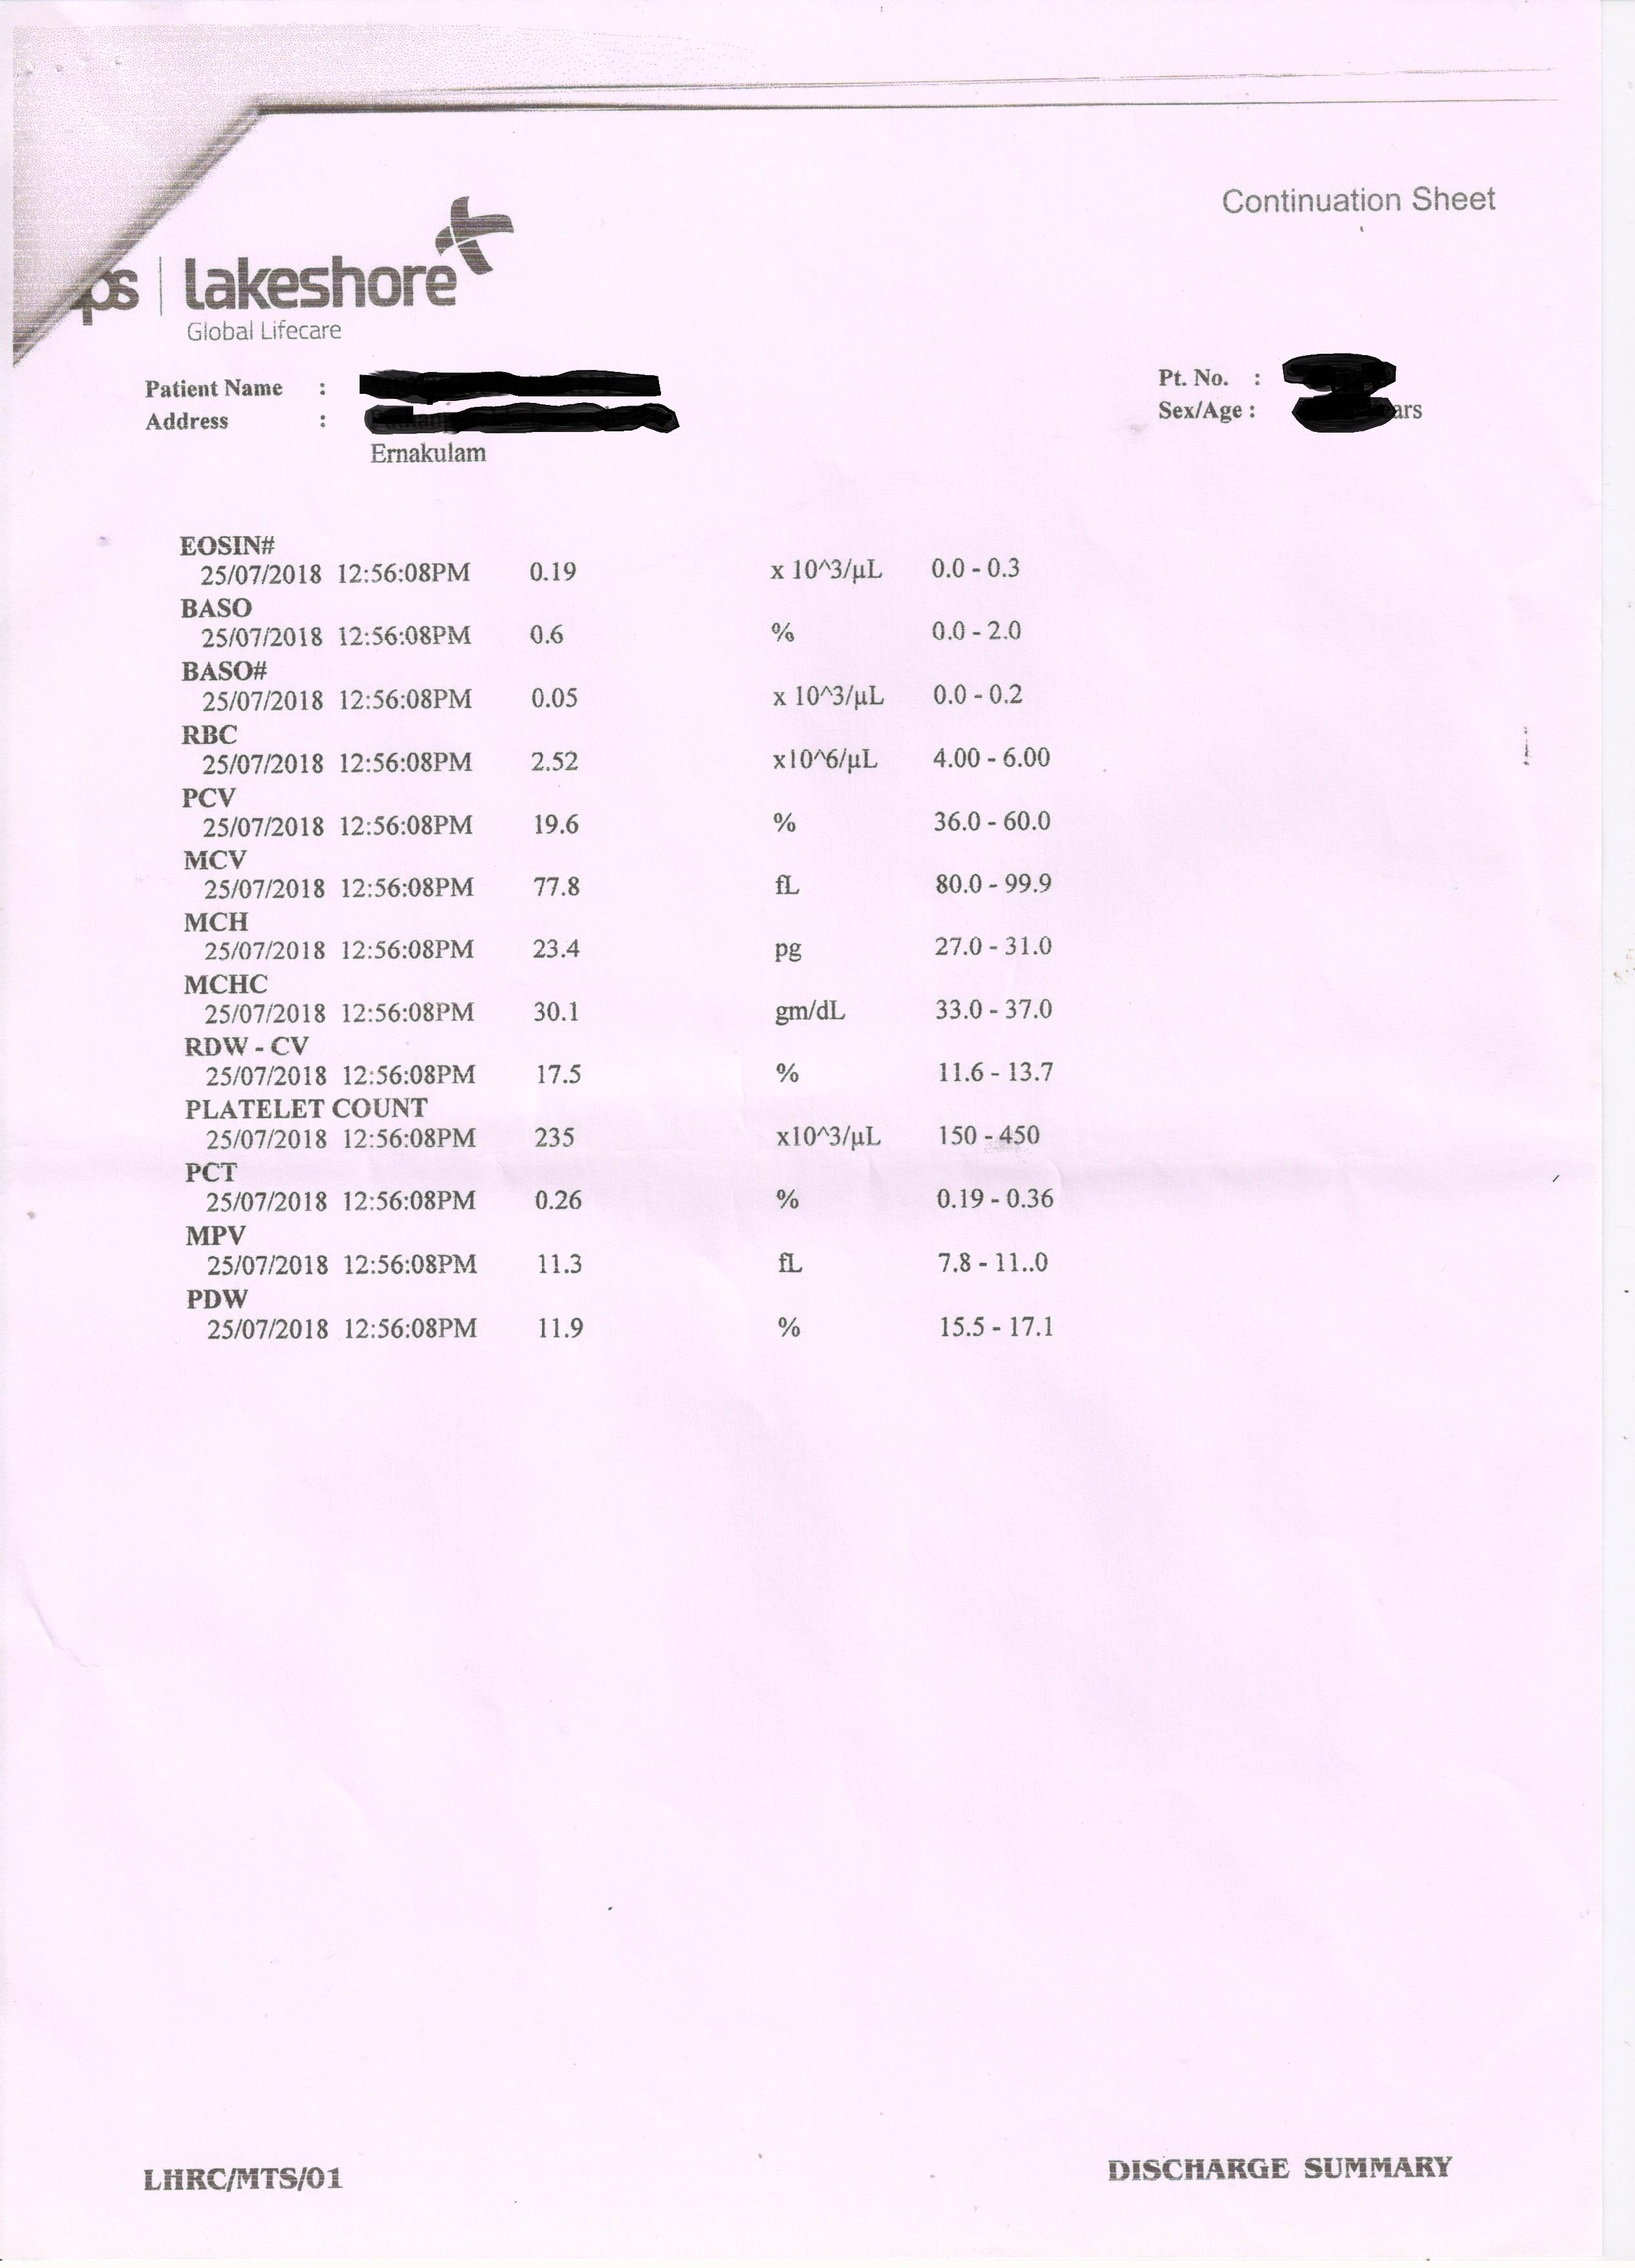 Continuation Sheet
ps | lakeshore
Global Lifecare
Patient Name :
Pt. No. :
Address :
Sex/Age : ars
Ernakulam
EOSIN#
25/07/2018 12:56:08PM 0.19 x 10^3/µL 0.0 - 0.3
BASO
25/07/2018 12:56:08PM 0.6 % 0.0 - 2.0
BASO#
25/07/2018 12:56:08PM 0.05 x 10^3/µL 0.0 - 0.2
RBC
25/07/2018 12:56:08PM 2.52 x10^6/µL 4.00 - 6.00
PCV
25/07/2018 12:56:08PM 19.6 % 36.0 - 60.0
MCV
25/07/2018 12:56:08PM 77.8 fL 80.0 - 99.9
MCH
25/07/2018 12:56:08PM 23.4 pg 27.0 - 31.0
MCHC
25/07/2018 12:56:08PM 30.1 gm/dL 33.0 - 37.0
RDW - CV
25/07/2018 12:56:08PM 17.5 % 11.6 - 13.7
PLATELET COUNT
25/07/2018 12:56:08PM 235 x10^3/µL 150 - 450
PCT
25/07/2018 12:56:08PM 0.26 % 0.19 - 0.36
MPV
25/07/2018 12:56:08PM 11.3 fL 7.8 - 11..0
PDW
25/07/2018 12:56:08PM 11.9 % 15.5 - 17.1
LHRC/MTS/01
DISCHARGE SUMMARY